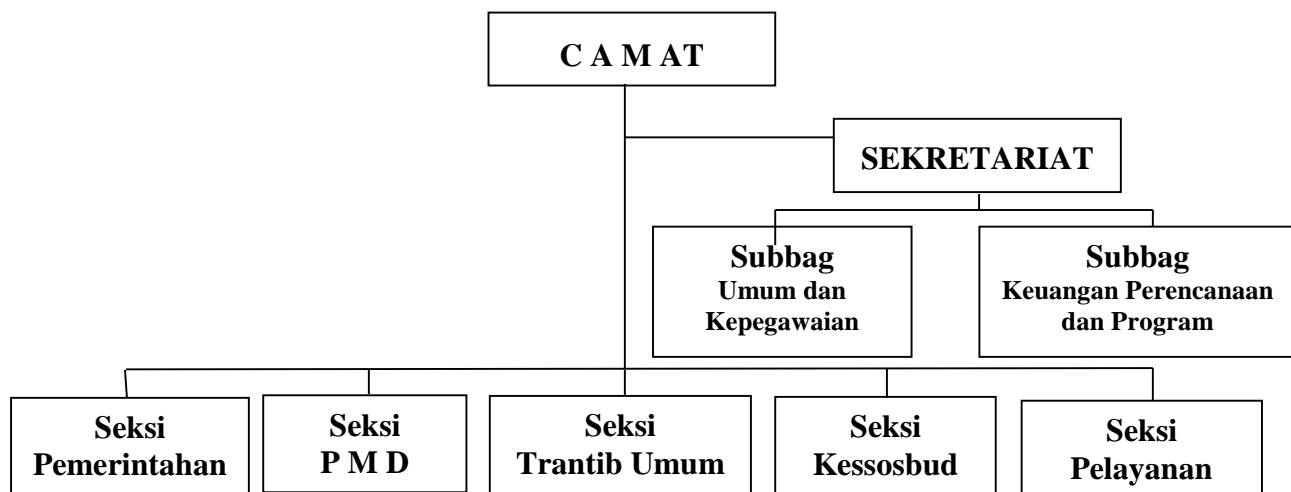 C A M AT
SEKRETARIAT
Subbag
Umum dan
Kepegawaian
Subbag
Keuangan Perencanaan
dan Program
Seksi
Pemerintahan
Seksi
P M D
Seksi
Trantib Umum
Seksi
Kessosbud
Seksi
Pelayanan